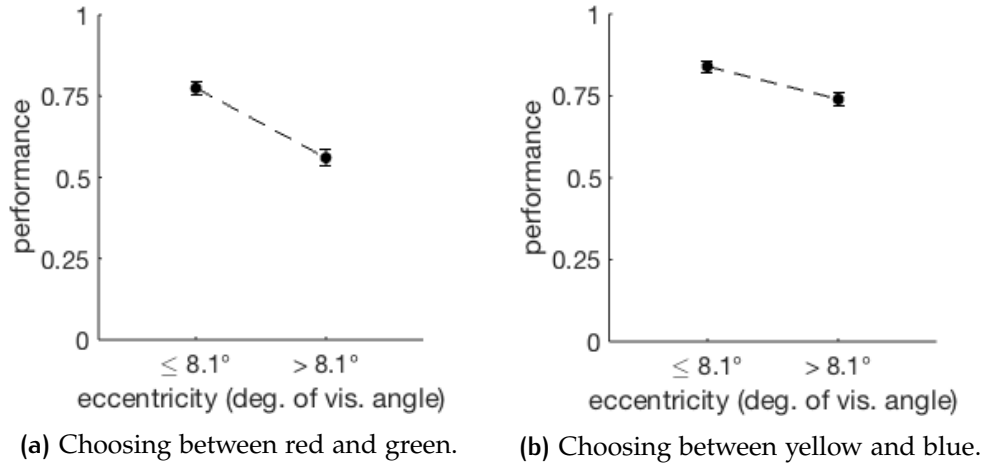 1
0.75
0.5
0.25
0
performance
≤ 8.1° > 8.1°
eccentricity (deg. of vis. angle)
(a) Choosing between red and green.
1
0.75
0.5
0.25
0
performance
≤ 8.1° > 8.1°
eccentricity (deg. of vis. angle)
(b) Choosing between yellow and blue.